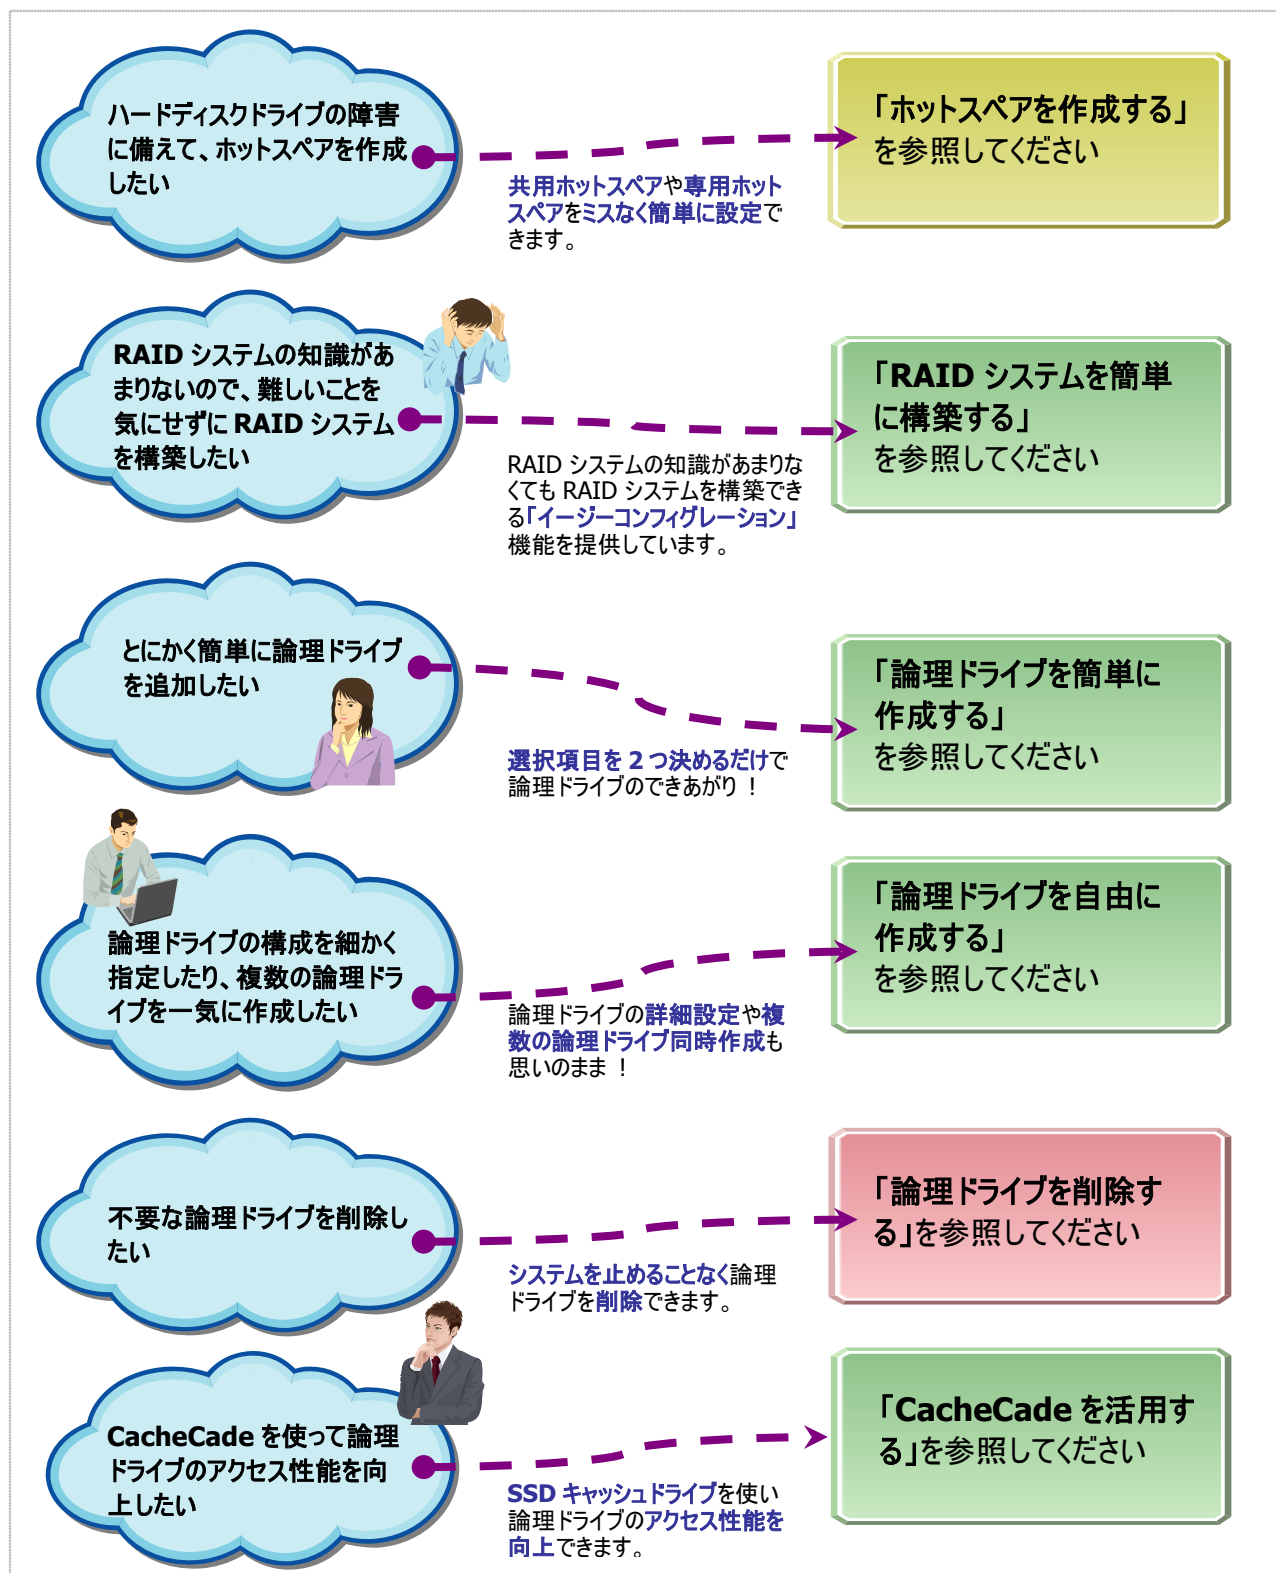 ハードディスクドライブの障害
に備えて、ホットスペアを作成
したい
共用ホットスペアや専用ホット
スペアをミスなく簡単に設定で
きます。
「ホットスペアを作成する」
を参照してください
RAID システムの知識があ
まりないので、難しいことを
気にせずに RAID システム
を構築したい
RAID システムの知識があまりな
くても RAID システムを構築でき
る「イージーコンフィグレーション」
機能を提供しています。
「RAID システムを簡単
に構築する」
を参照してください
とにかく簡単に論理ドライブ
を追加したい
選択項目を 2 つ決めるだけで
論理ドライブのできあがり！
「論理ドライブを簡単に
作成する」
を参照してください
論理ドライブの構成を細かく
指定したり、複数の論理ドラ
イブを一気に作成したい
論理ドライブの詳細設定や複
数の論理ドライブ同時作成も
思いのまま！
「論理ドライブを自由に
作成する」
を参照してください
不要な論理ドライブを削除し
たい
システムを止めることなく論理
ドライブを削除できます。
「論理ドライブを削除す
る」を参照してください
CacheCade を使って論理
ドライブのアクセス性能を向
上したい
SSD キャッシュドライブを使い
論理ドライブのアクセス性能を
向上できます。
「CacheCade を活用す
る」を参照してください